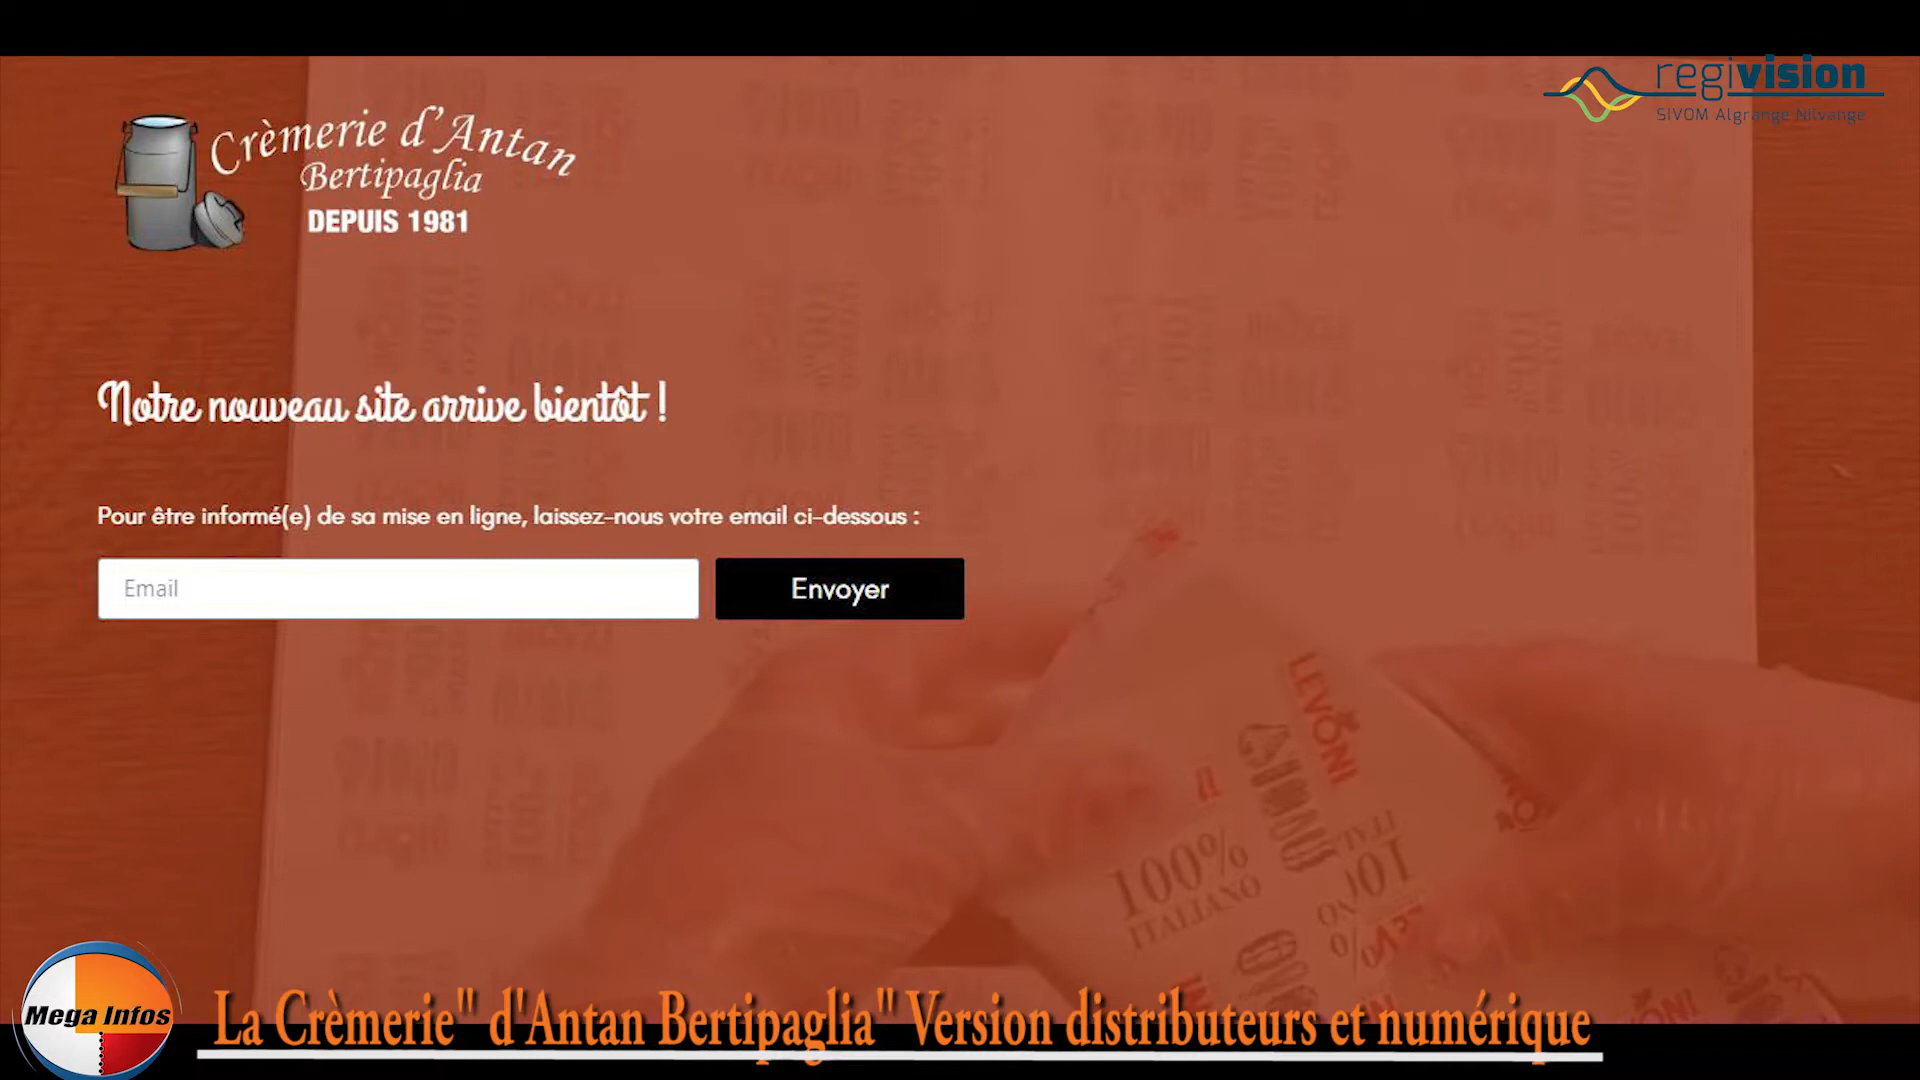 regivision
SIVOM Algrange Nilvange
Crèmerie d'Antan
Bertipaglia
DEPUIS 1981
Notre nouveau site arrive bientôt !
Pour être informé(e) de sa mise en ligne, laissez-nous votre email ci-dessous :
Email
Envoyer
LEVONI
100%
ITALIANO
Mega Infos
La Crèmerie" d'Antan Bertipaglia" Version distributeurs et numérique